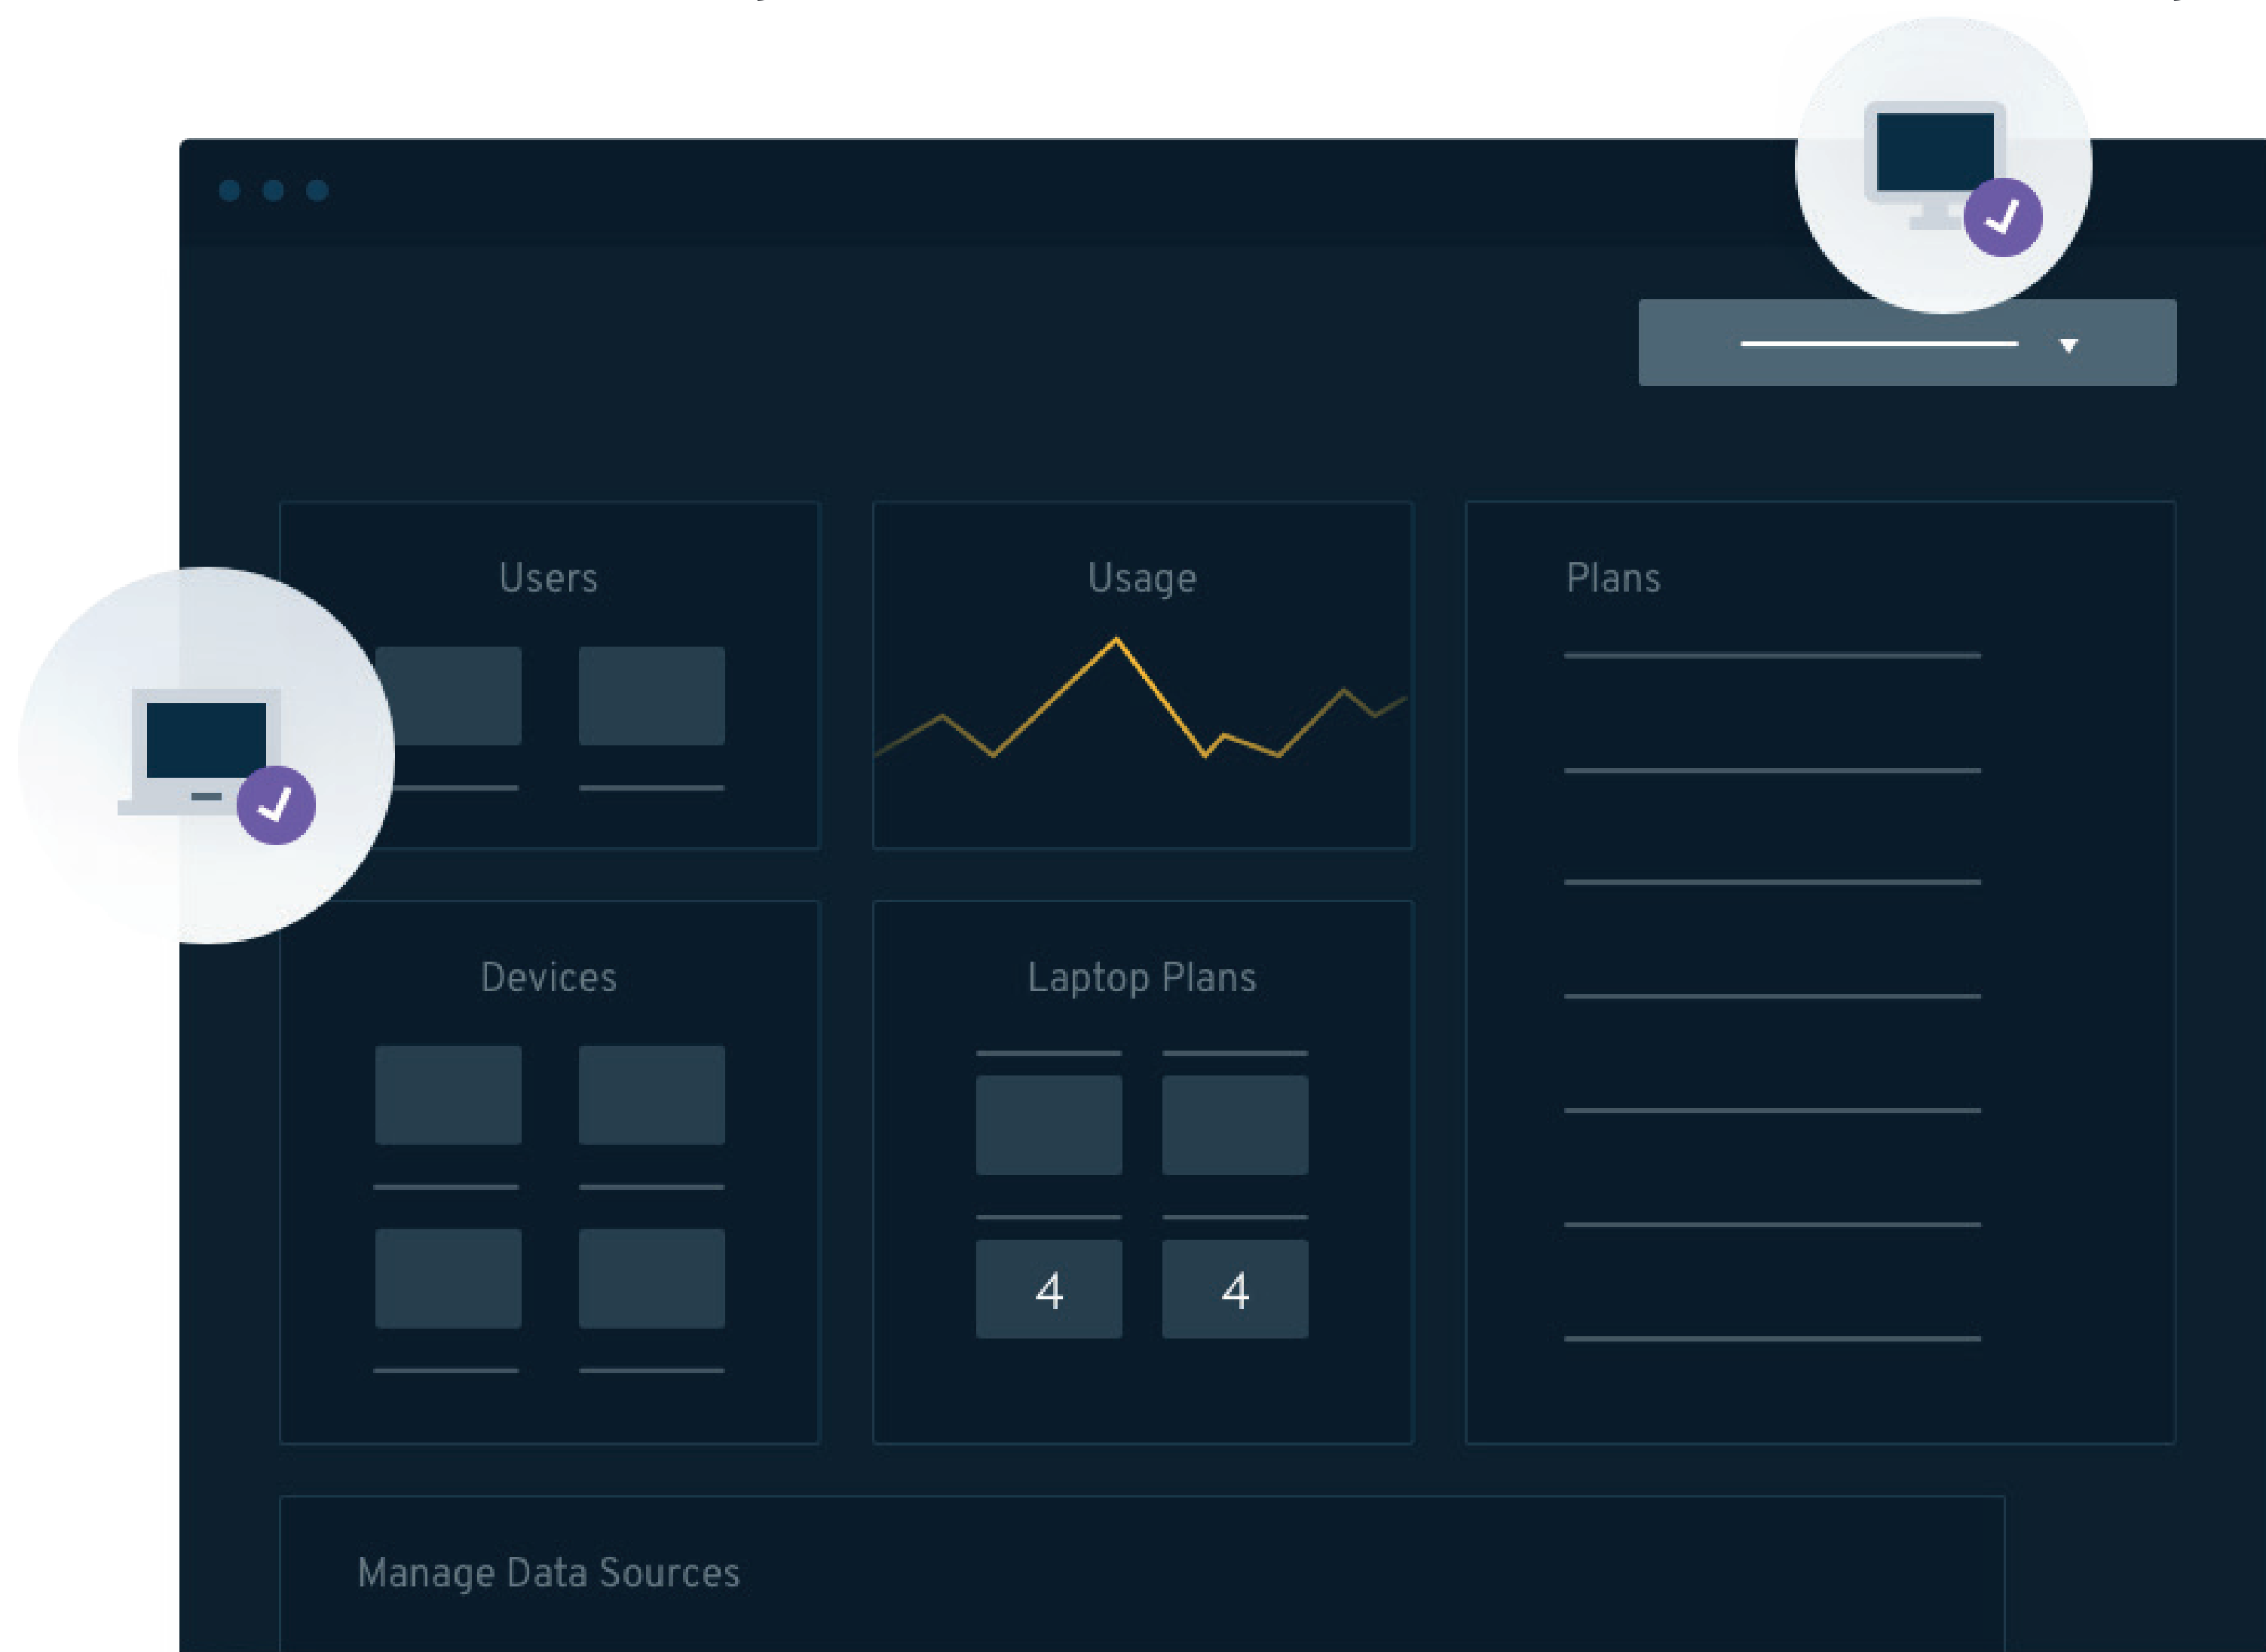 Users
Usage
Plans
Devices
Laptop Plans
4 4
Manage Data Sources